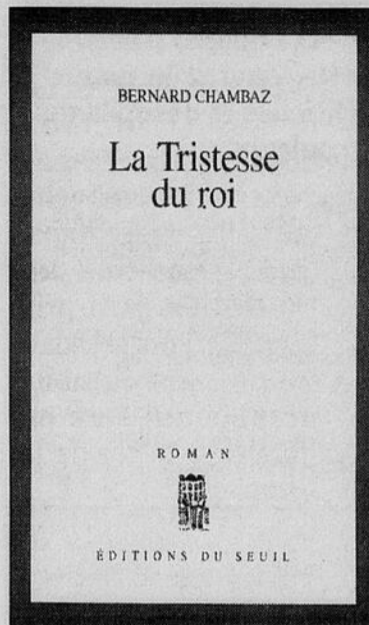 BERNARD CHAMBAZ
La Tristesse
du roi
ROMAN
ÉDITIONS DU SEUIL